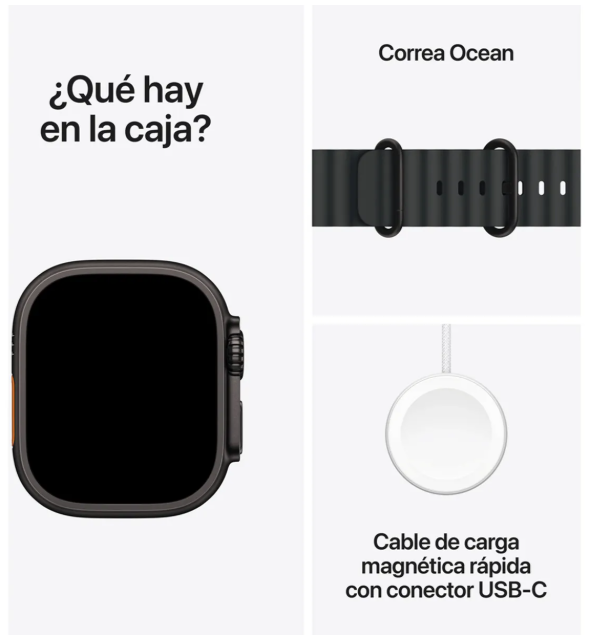 ¿Qué hay
en la caja?
Correa Ocean
Cable de carga
magnética rápida
con conector USB-C